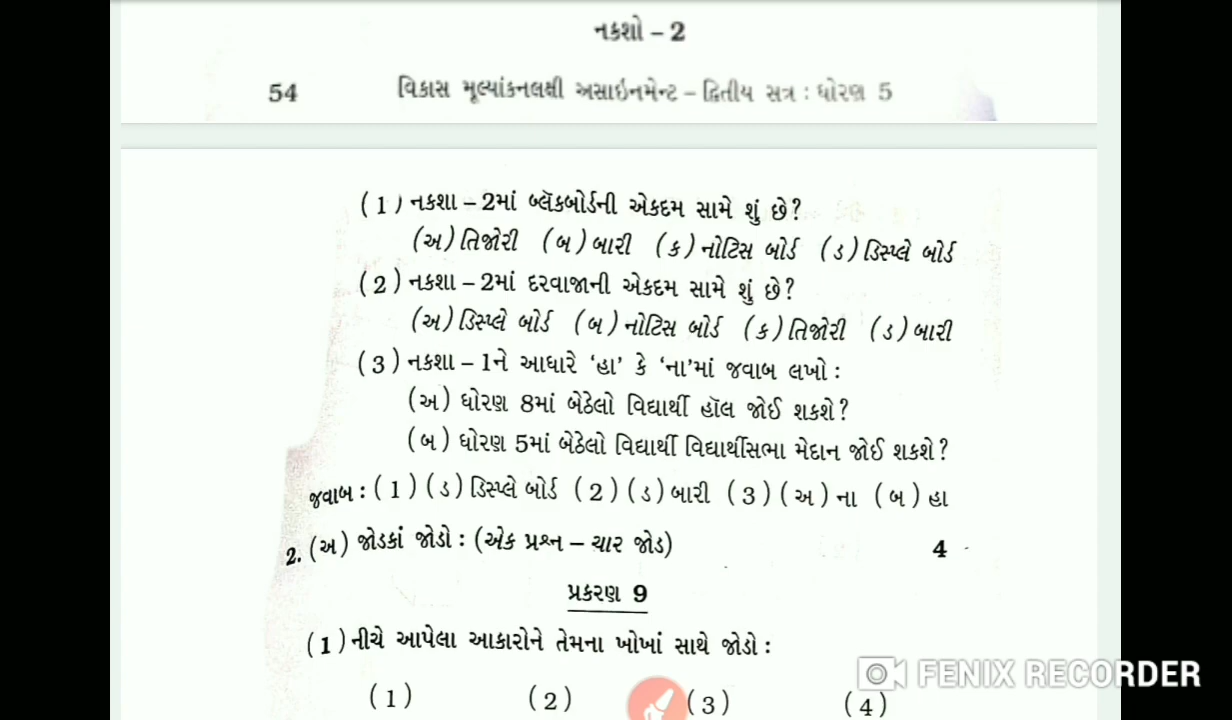 નકશો – 2
54 વિકાસ મૂલ્યાંકનલક્ષી અસાઇનમેન્ટ – દ્વિતીય સત્ર : ધોરણ 5
(1) નકશા – 2માં બ્લૅકબોર્ડની એકદમ સામે શું છે?
(અ) તિજોરી (બ) બારી (ક) નોટિસ બોર્ડ (ડ) ડિસ્પ્લે બોર્ડ
(2) નકશા – 2માં દરવાજાની એકદમ સામે શું છે?
(અ) ડિસ્પ્લે બોર્ડ (બ) નોટિસ બોર્ડ (ક) તિજોરી (ડ) બારી
(3) નકશા – 1ને આધારે ‘હા’ કે ‘ના’માં જવાબ લખો :
(અ) ધોરણ 8માં બેઠેલો વિદ્યાર્થી હૉલ જોઈ શકશે?
(બ) ધોરણ 5માં બેઠેલો વિદ્યાર્થી વિદ્યાર્થીસભા મેદાન જોઈ શકશે?
જવાબ : (1) (ડ) ડિસ્પ્લે બોર્ડ (2) (ડ) બારી (3) (અ) ના (બ) હા
2. (અ) જોડકાં જોડો : (એક પ્રશ્ન – ચાર જોડ) 4
પ્રકરણ 9
(1) નીચે આપેલા આકારોને તેમના ખોખાં સાથે જોડો :
(1) (2) (3) (4)
FENIX RECORDER